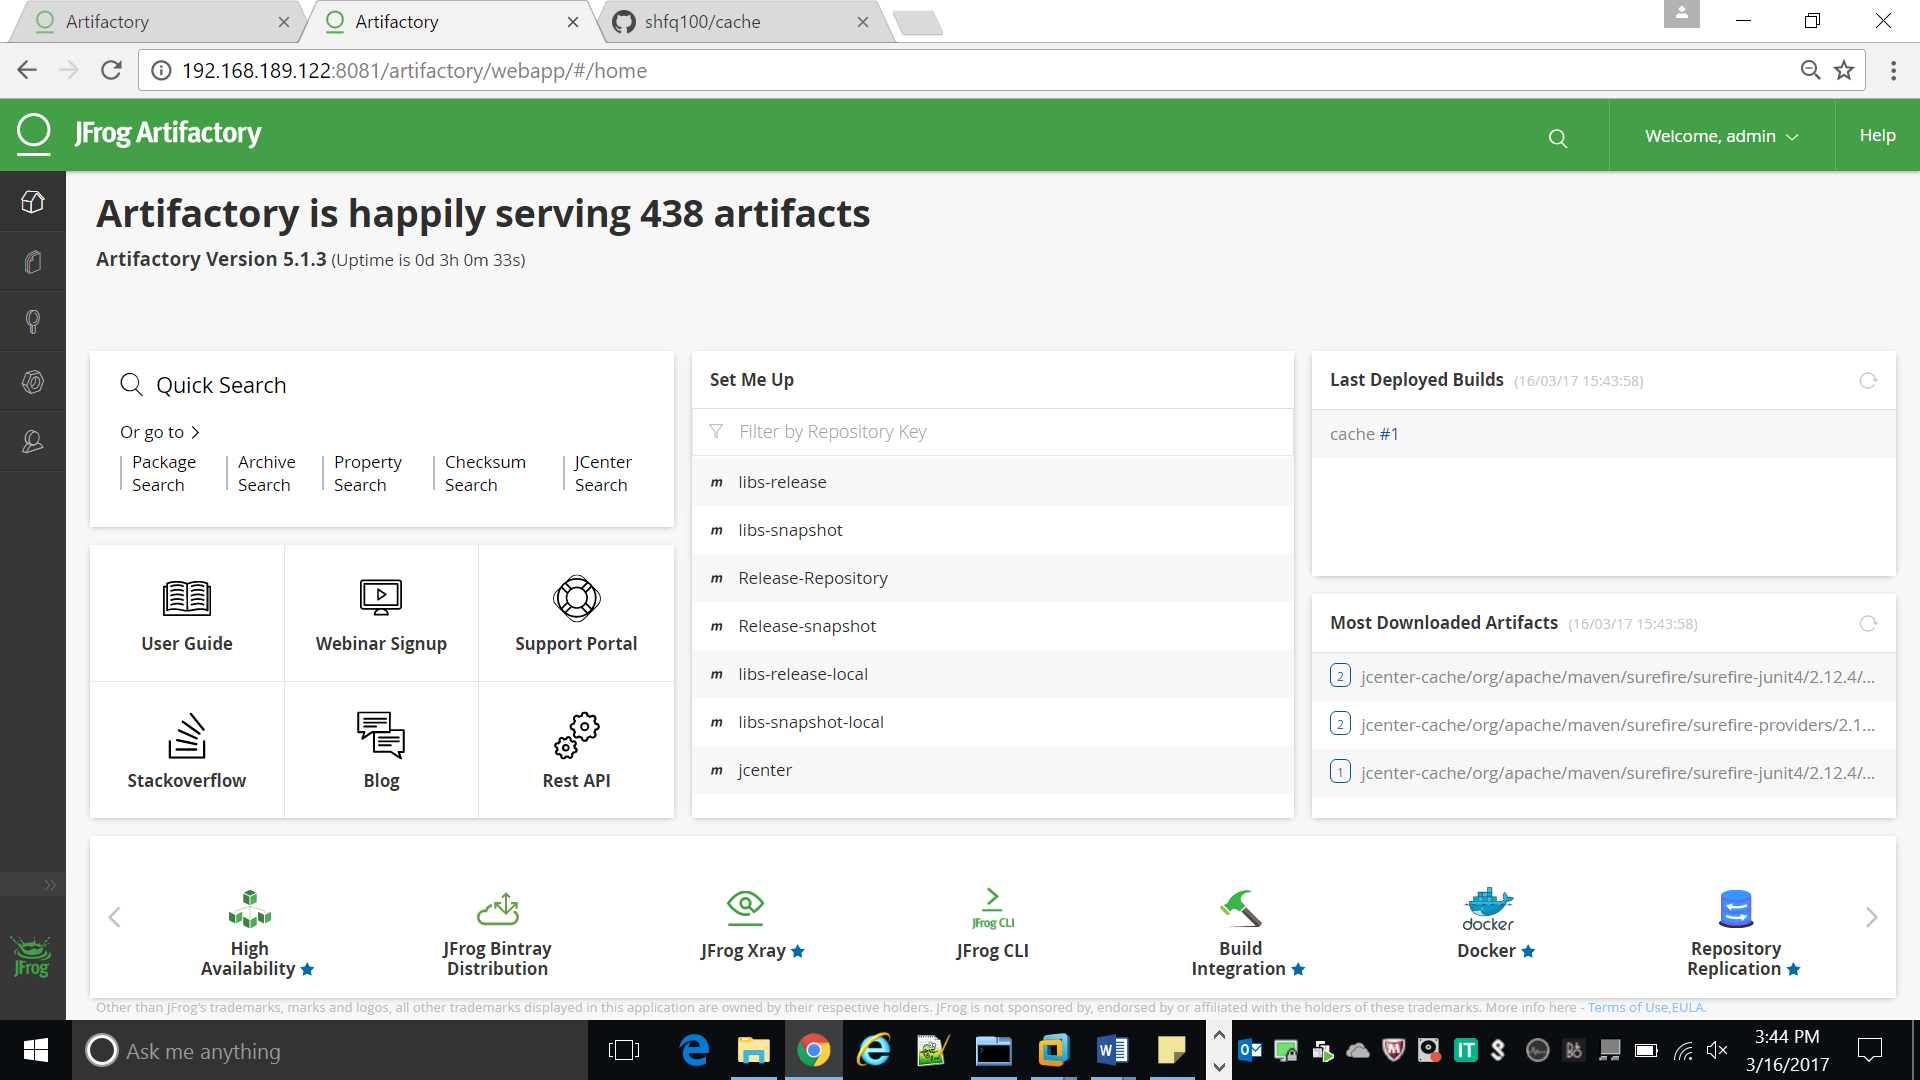 Artifactory
Artifactory
shfq100/cache
192.168.189.122:8081/artifactory/webapp/#/home
JFrog Artifactory
Welcome, admin
Help
Artifactory is happily serving 438 artifacts
Artifactory Version 5.1.3 (Uptime is 0d 3h 0m 33s)
Quick Search
Or go to
Package Search
Archive Search
Property Search
Checksum Search
JCenter Search
User Guide
Webinar Signup
Support Portal
Stackoverflow
Blog
Rest API
Set Me Up
Filter by Repository Key
m libs-release
m libs-snapshot
m Release-Repository
m Release-snapshot
m libs-release-local
m libs-snapshot-local
m jcenter
Last Deployed Builds (16/03/17 15:43:58)
cache #1
Most Downloaded Artifacts (16/03/17 15:43:58)
2 jcenter-cache/org/apache/maven/surefire/surefire-junit4/2.12.4/...
2 jcenter-cache/org/apache/maven/surefire/surefire-providers/2.1...
1 jcenter-cache/org/apache/maven/surefire/surefire-junit4/2.12.4/...
JFrog
High Availability
JFrog Bintray Distribution
JFrog Xray
JFrog CLI
JFrog CLI
Build Integration
docker
Docker
Repository Replication
Other than JFrog's trademarks, marks and logos, all other trademarks displayed in this application are owned by their respective holders. JFrog is not sponsored by, endorsed by or affiliated with the holders of these trademarks. More info here - Terms of Use,EULA.
Ask me anything
IT
3:44 PM
3/16/2017